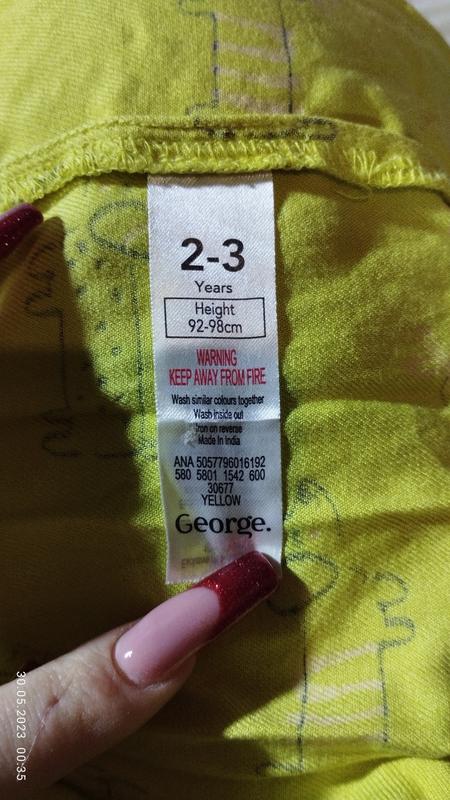 2-3
Years
Height
92-98cm
WARNING
KEEP AWAY FROM FIRE
Wash similar colours together
Wash inside out
Iron on reverse
Made In India
ANA 5057796016192
580 5801 1542 600
30677
YELLOW
George.
30.05.2023 00:35